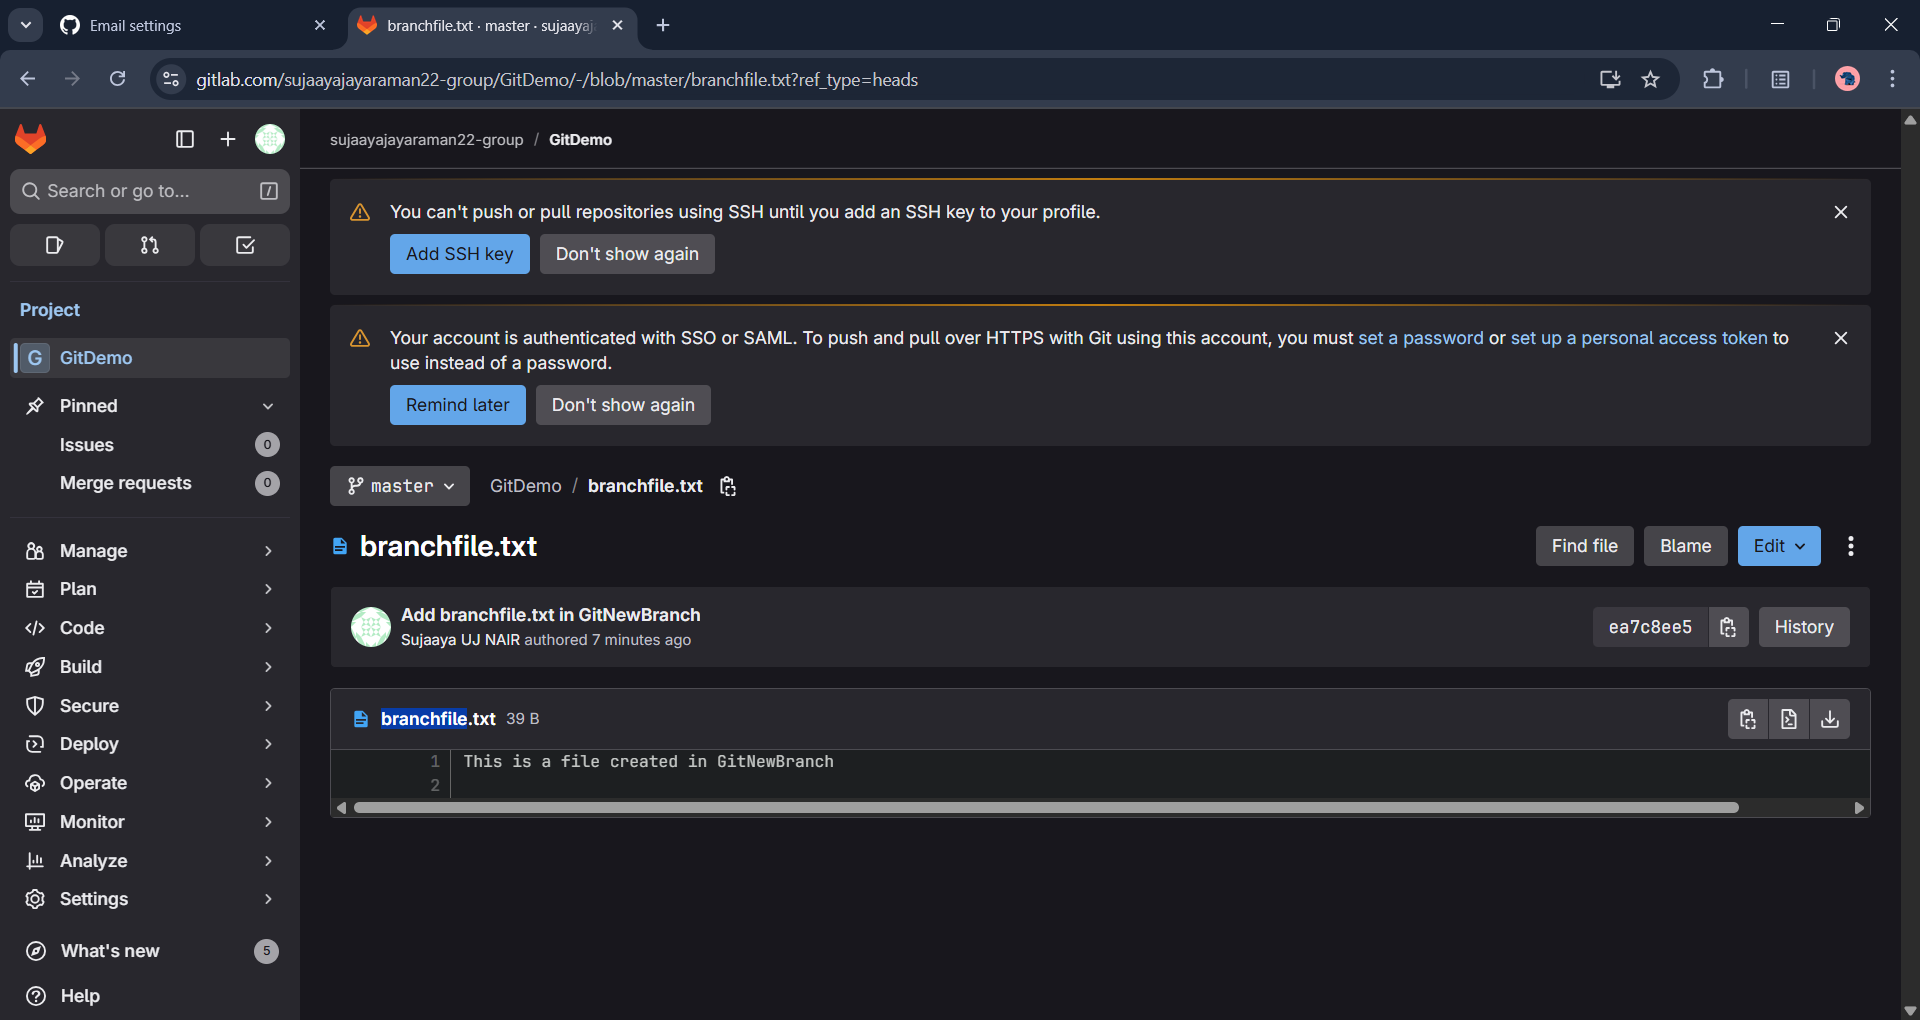 Email settings
branchfile.txt · master · sujaayaj
gitlab.com/sujaayajayaraman22-group/GitDemo/-/blob/master/branchfile.txt?ref_type=heads
sujaayajayaraman22-group / GitDemo
Search or go to...
/
Project
G GitDemo
Pinned
Issues 0
Merge requests 0
Manage
Plan
Code
Build
Secure
Deploy
Operate
Monitor
Analyze
Settings
What's new 5
Help
You can't push or pull repositories using SSH until you add an SSH key to your profile.
Add SSH key Don't show again
Your account is authenticated with SSO or SAML. To push and pull over HTTPS with Git using this account, you must set a password or set up a personal access token to
use instead of a password.
Remind later Don't show again
master GitDemo / branchfile.txt
branchfile.txt Find file Blame Edit
Add branchfile.txt in GitNewBranch
Sujaaya UJ NAIR authored 7 minutes ago
ea7c8ee5 History
branchfile.txt 39 B
1 This is a file created in GitNewBranch
2